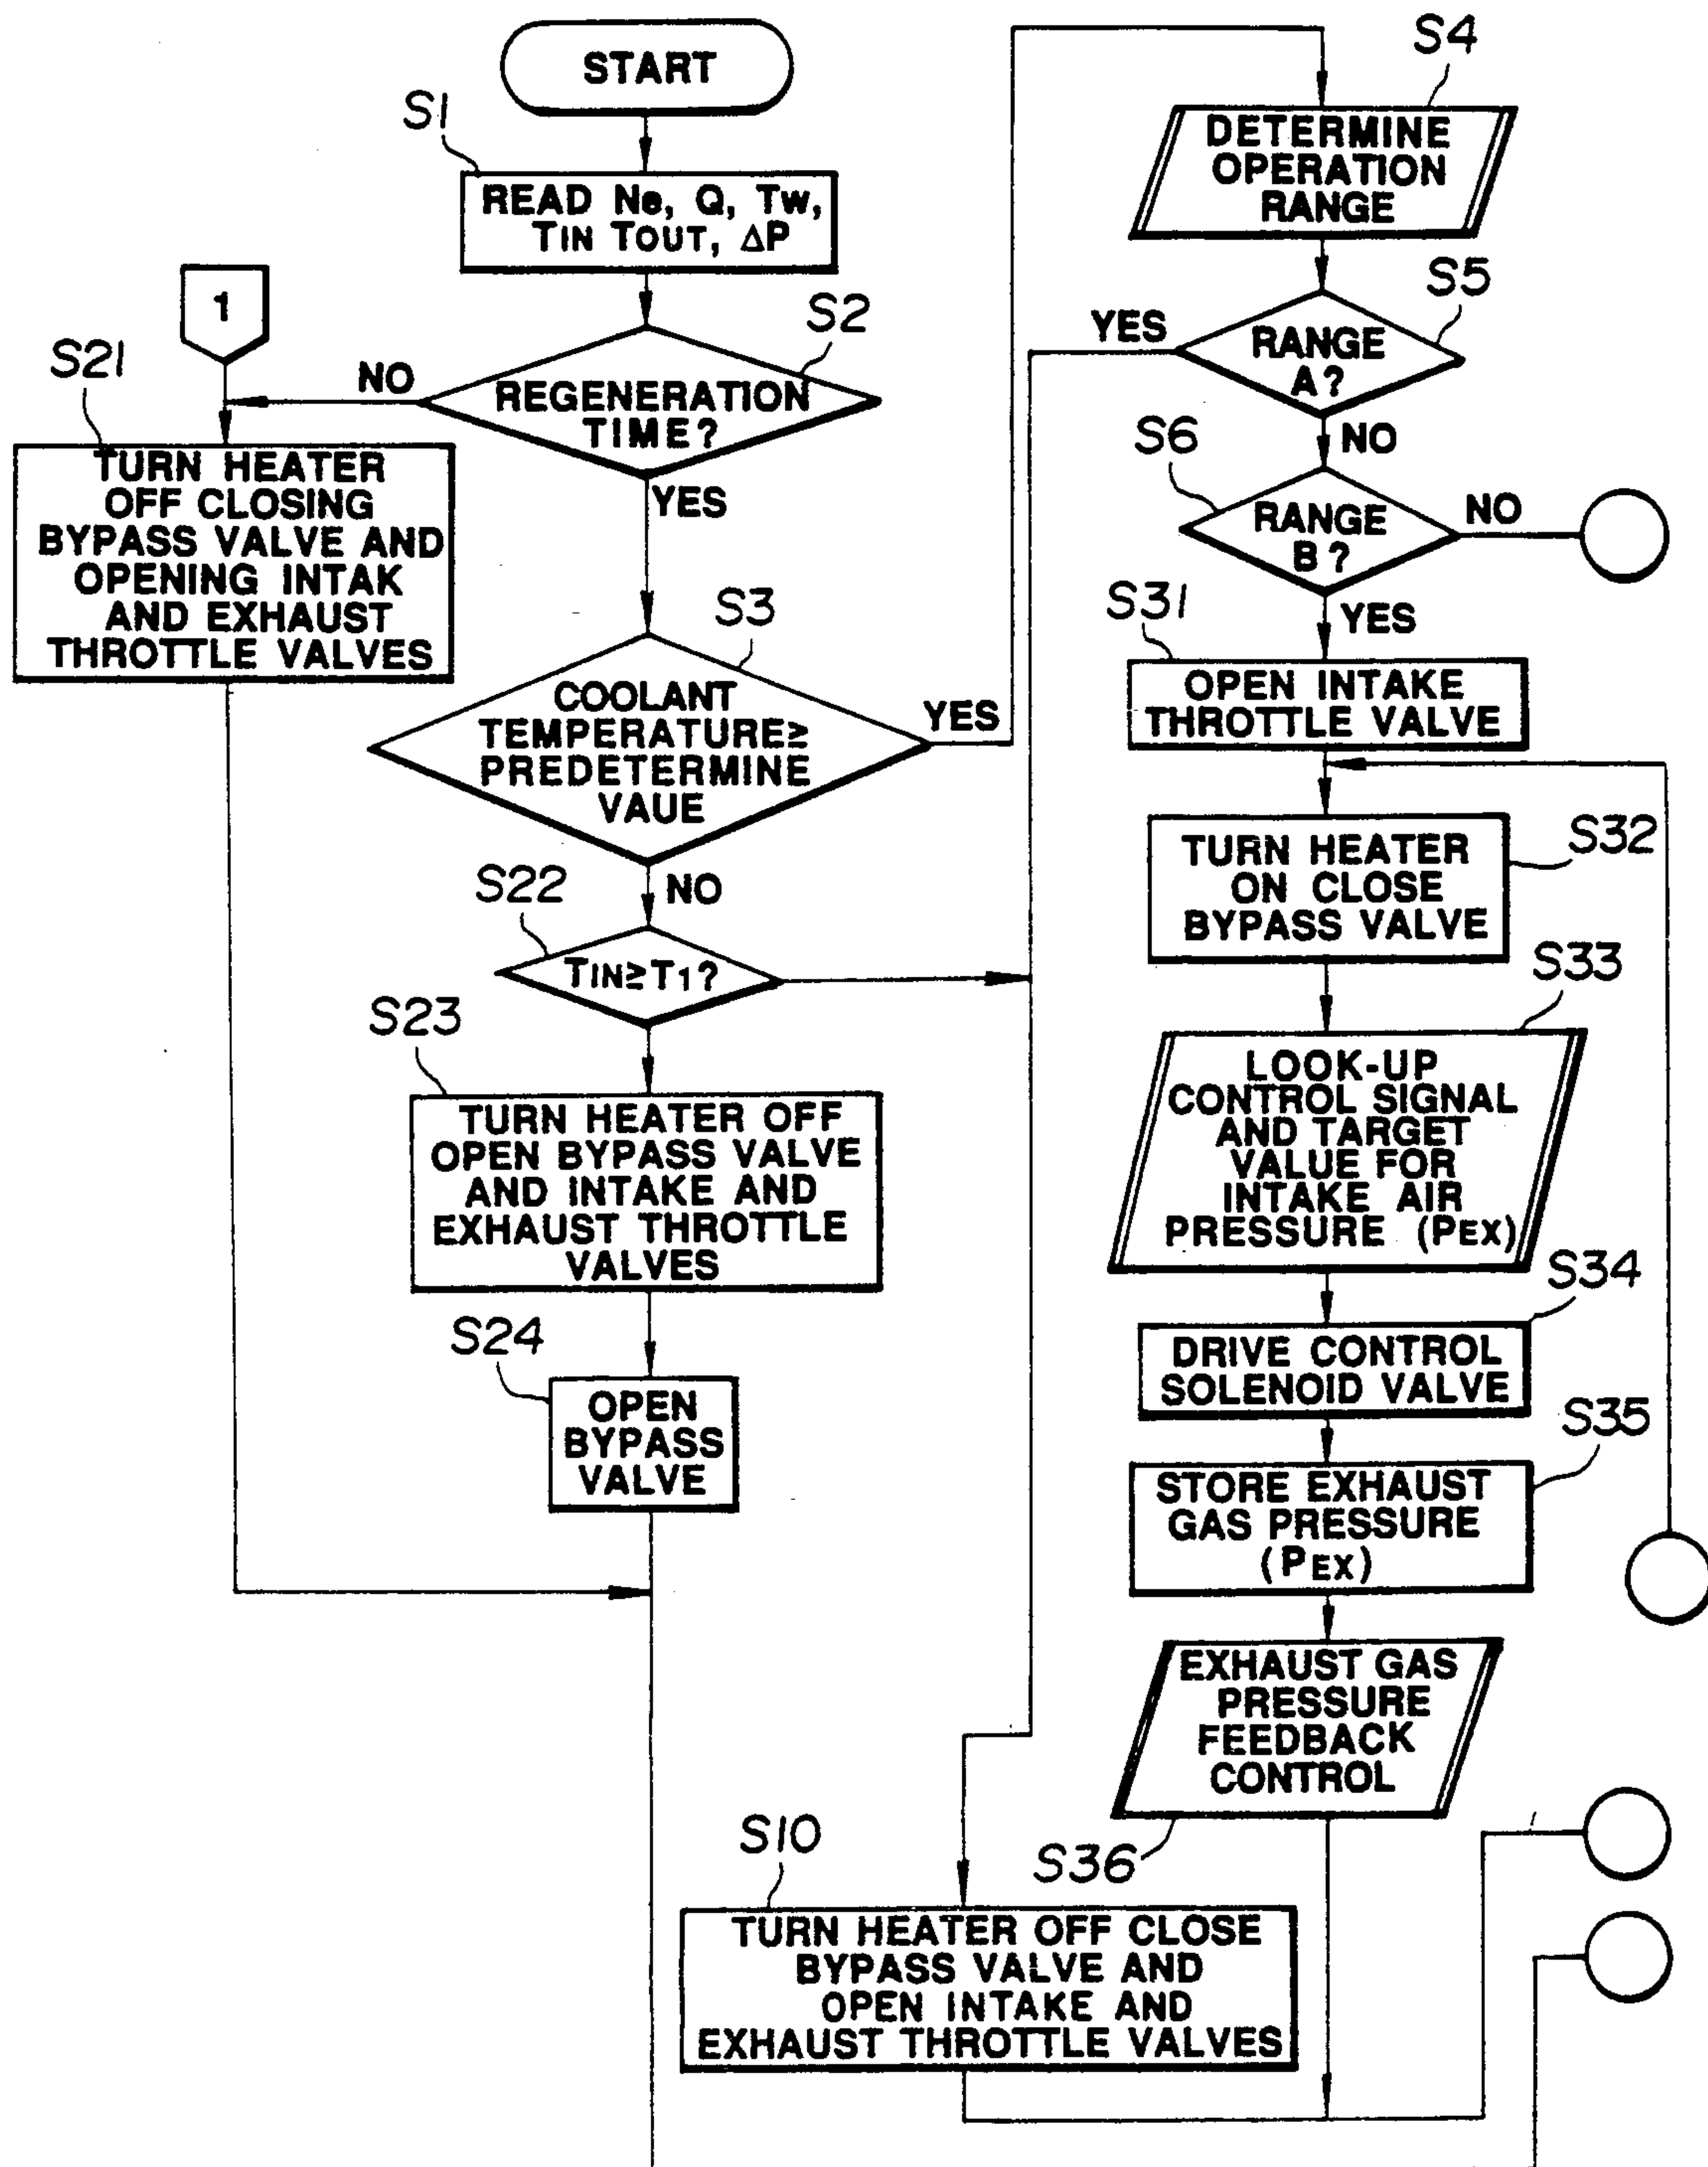 START
S1
READ Ne, Q, Tw,
TIN TOUT, ΔP
1
S2
NO
REGENERATION
TIME?
YES
S21
TURN HEATER
OFF CLOSING
BYPASS VALVE AND
OPENING INTAK
AND EXHAUST
THROTTLE VALVES
S3
COOLANT
TEMPERATURE≥
PREDETERMINE
VAUE
YES
NO
S22
TIN≥T1?
S23
TURN HEATER OFF
OPEN BYPASS VALVE
AND INTAKE AND
EXHAUST THROTTLE
VALVES
S24
OPEN
BYPASS
VALVE
S4
DETERMINE
OPERATION
RANGE
S5
YES
RANGE
A?
NO
S6
RANGE
B?
NO
YES
S31
OPEN INTAKE
THROTTLE VALVE
S32
TURN HEATER
ON CLOSE
BYPASS VALVE
S33
LOOK-UP
CONTROL SIGNAL
AND TARGET
VALUE FOR
INTAKE AIR
PRESSURE (PEX)
S34
DRIVE CONTROL
SOLENOID VALVE
S35
STORE EXHAUST
GAS PRESSURE
(PEX)
EXHAUST GAS
PRESSURE
FEEDBACK
CONTROL
S36
S10
TURN HEATER OFF CLOSE
BYPASS VALVE AND
OPEN INTAKE AND
EXHAUST THROTTLE VALVES